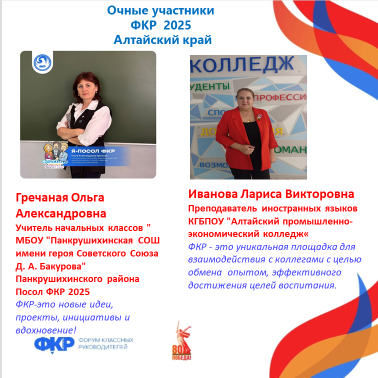 Очные участники
ФКР 2025
Алтайский край
КОЛЛЕДЖ
Я-ПОСОЛ ФКР
Гречаная Ольга
Александровна
Учитель начальных классов "
МБОУ "Панкрушихинская СОШ
имени героя Советского Союза
Д. А. Бакурова"
Панкрушихинского района
Посол ФКР 2025
ФКР-это новые идеи,
проекты, инициативы и
вдохновение!
Иванова Лариса Викторовна
Преподаватель иностранных языков
КГБПОУ "Алтайский промышленно-
экономический колледж«
ФКР - это уникальная площадка для
взаимодействия с коллегами с целью
обмена опытом, эффективного
достижения целей воспитания.
ФКР ФОРУМ КЛАССНЫХ
РУКОВОДИТЕЛЕЙ
80
ПОБЕДА!